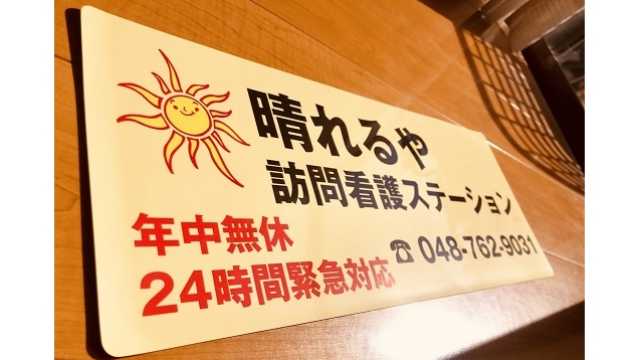 晴れるや
訪問看護ステーション
年中無休
☎ 048-762-9031
24時間緊急対応